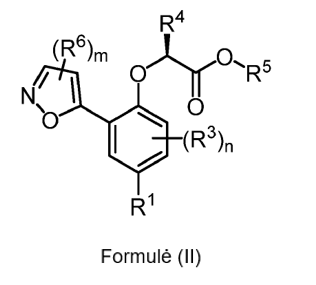 R⁴
(R⁶)m
O
O
R⁵
N
O
O
(R³)n
R¹
Formulė (II)